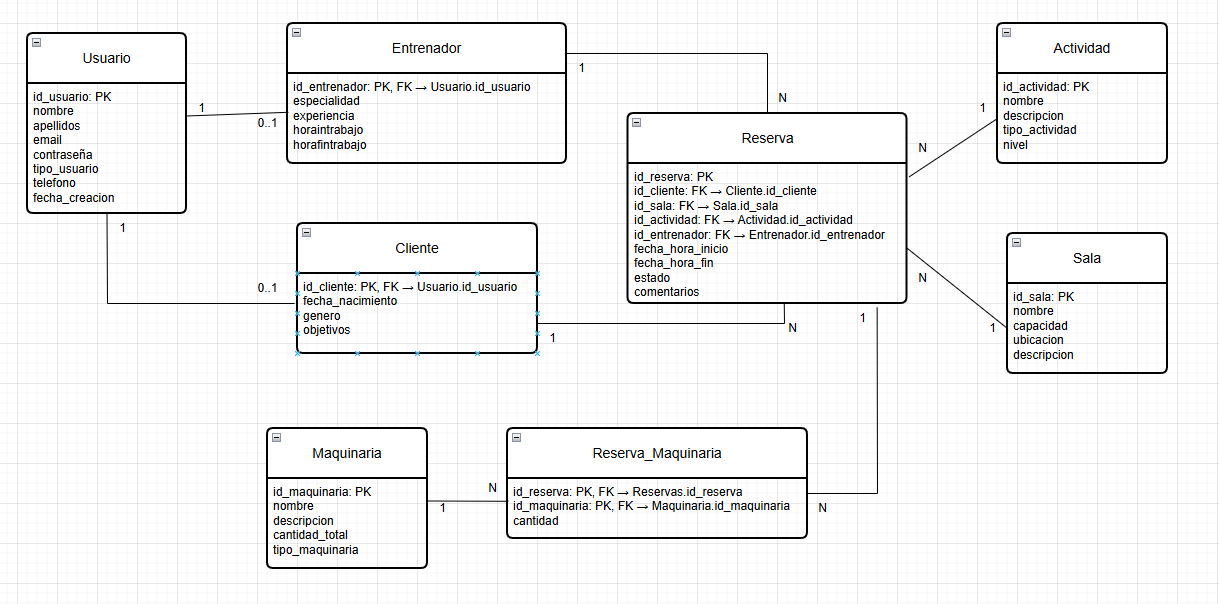 Usuario
id_usuario: PK
nombre
apellidos
email
contraseña
tipo_usuario
telefono
fecha_creacion
1
0..1
Entrenador
id_entrenador: PK, FK → Usuario.id_usuario
especialidad
experiencia
horaintrabajo
horafintrabajo
1
N
Actividad
id_actividad: PK
nombre
descripcion
tipo_actividad
nivel
1
N
Reserva
id_reserva: PK
id_cliente: FK → Cliente.id_cliente
id_sala: FK → Sala.id_sala
id_actividad: FK → Actividad.id_actividad
id_entrenador: FK → Entrenador.id_entrenador
fecha_hora_inicio
fecha_hora_fin
estado
comentarios
1
0..1
Cliente
id_cliente: PK, FK → Usuario.id_usuario
fecha_nacimiento
genero
objetivos
1
N
N
1
Sala
id_sala: PK
nombre
capacidad
ubicacion
descripcion
1
N
Maquinaria
id_maquinaria: PK
nombre
descripcion
cantidad_total
tipo_maquinaria
1
N
Reserva_Maquinaria
id_reserva: PK, FK → Reservas.id_reserva
id_maquinaria: PK, FK → Maquinaria.id_maquinaria
cantidad